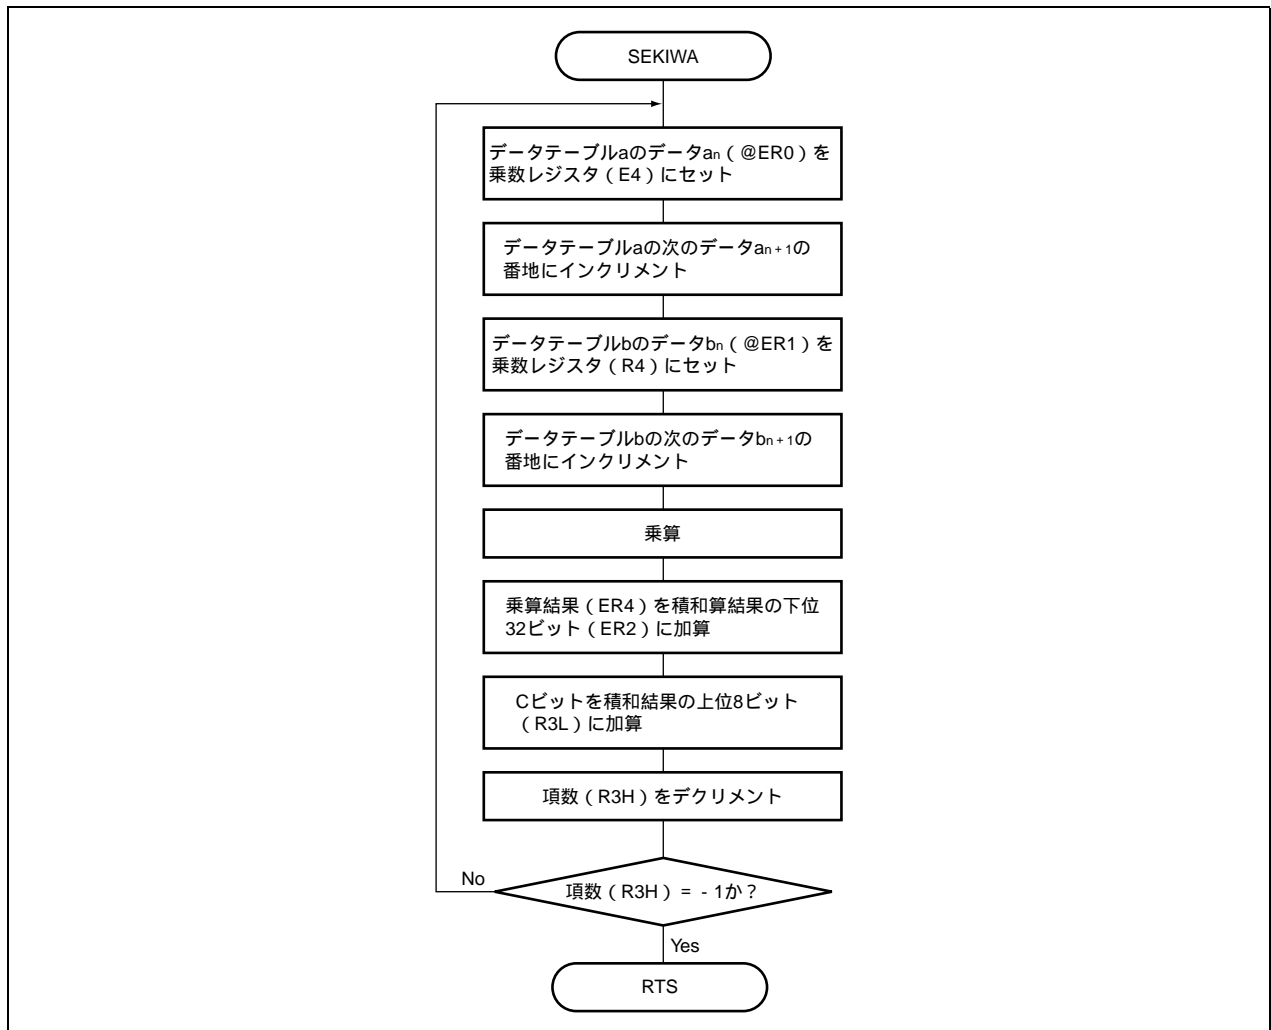 SEKIWA
データテーブルaのデータan（@ER0）を
乗数レジスタ（E4）にセット
データテーブルaの次のデータan+1の
番地にインクリメント
データテーブルbのデータbn（@ER1）を
乗数レジスタ（R4）にセット
データテーブルbの次のデータbn+1の
番地にインクリメント
乗算
乗算結果（ER4）を積和算結果の下位
32ビット（ER2）に加算
Cビットを積和結果の上位8ビット
（R3L）に加算
項数（R3H）をデクリメント
No
項数（R3H）= - 1か？
Yes
RTS